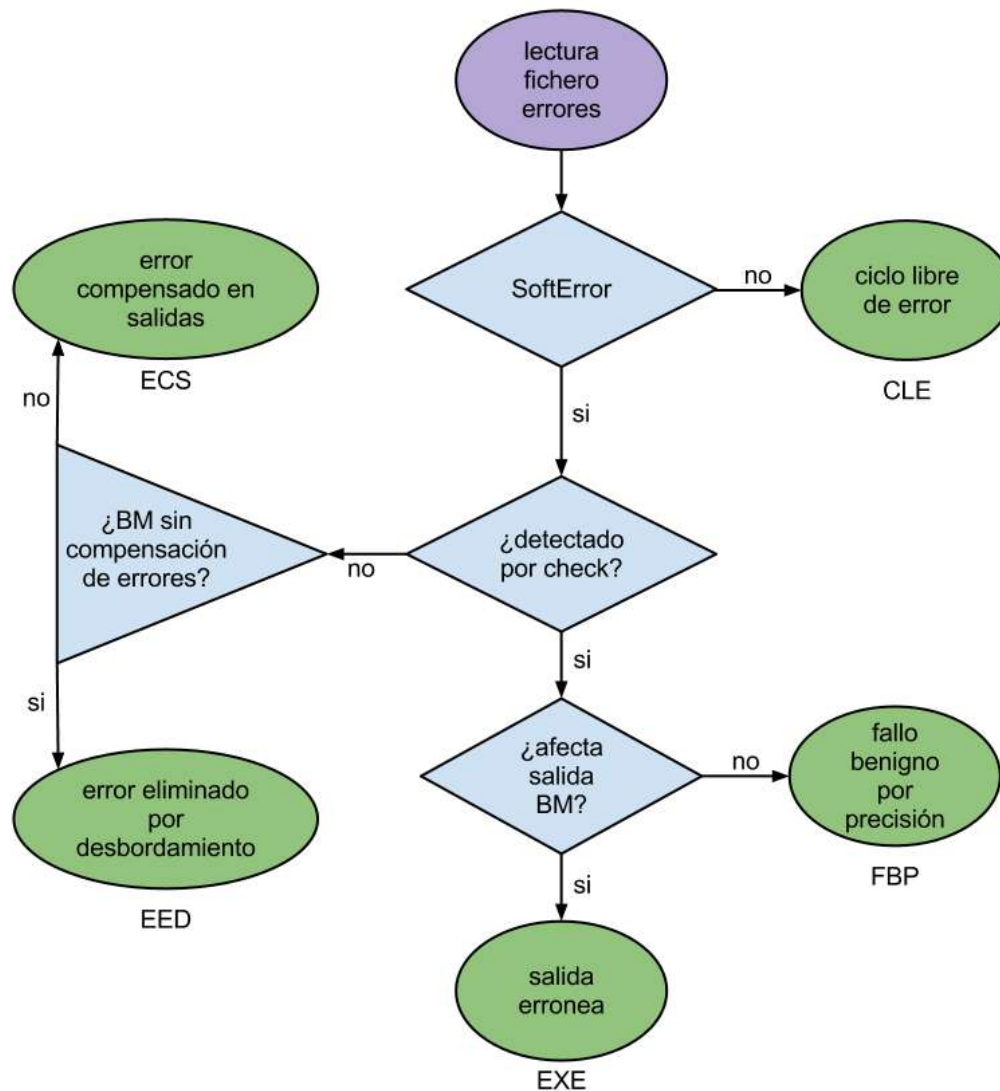 lectura
fichero
errores
SoftError
no
ciclo libre
de error
CLE
error
compensado en
salidas
ECS
no
si
¿BM sin
compensación
de errores?
no
¿detectado
por check?
si
si
error eliminado
por
desbordamiento
EED
¿afecta
salida
BM?
no
fallo
benigno
por
precisión
FBP
si
salida
erronea
EXE